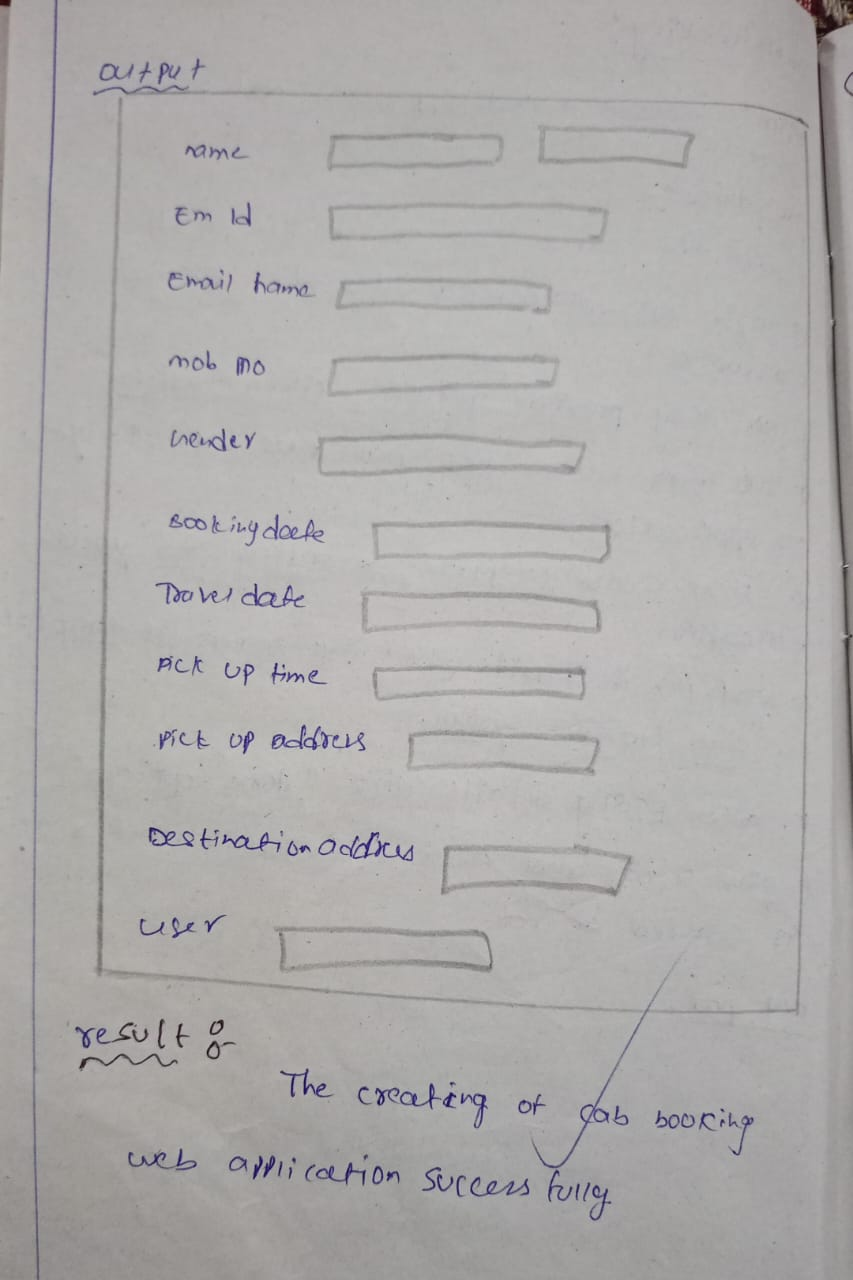 output
name
Em Id
Email name
mob no
Gender
Booking date
Travel date
Pick up time
Pick up address
Destination address
user
result :-
The creating of cab booking
web application successfully